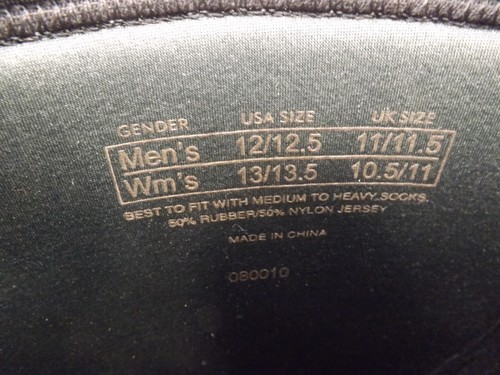 GENDER USA SIZE UK SIZE
Men's 12/12.5 11/11.5
Wm's 13/13.5 10.5/11
BEST TO FIT WITH MEDIUM TO HEAVY SOCKS.
50% RUBBER/50% NYLON JERSEY
MADE IN CHINA
080010